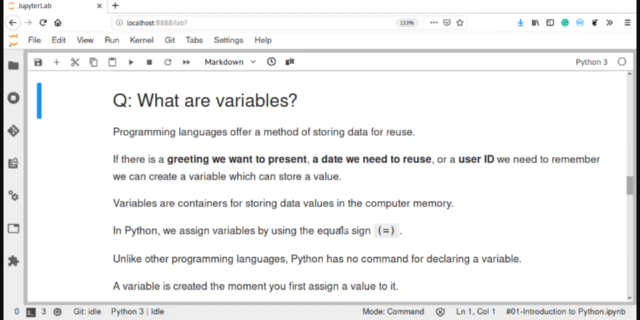 JupyterLab
localhost:8888/lab?
133%
File Edit View Run Kernel Git Tabs Settings Help
Markdown
git
Python 3
Q: What are variables?
Programming languages offer a method of storing data for reuse.
If there is a greeting we want to present, a date we need to reuse, or a user ID we need to remember
we can create a variable which can store a value.
Variables are containers for storing data values in the computer memory.
In Python, we assign variables by using the equals sign (=).
Unlike other programming languages, Python has no command for declaring a variable.
A variable is created the moment you first assign a value to it.
0 3 Git: idle Python 3 | Idle Mode: Command Ln 1, Col 1 #01-Introduction to Python.ipynb